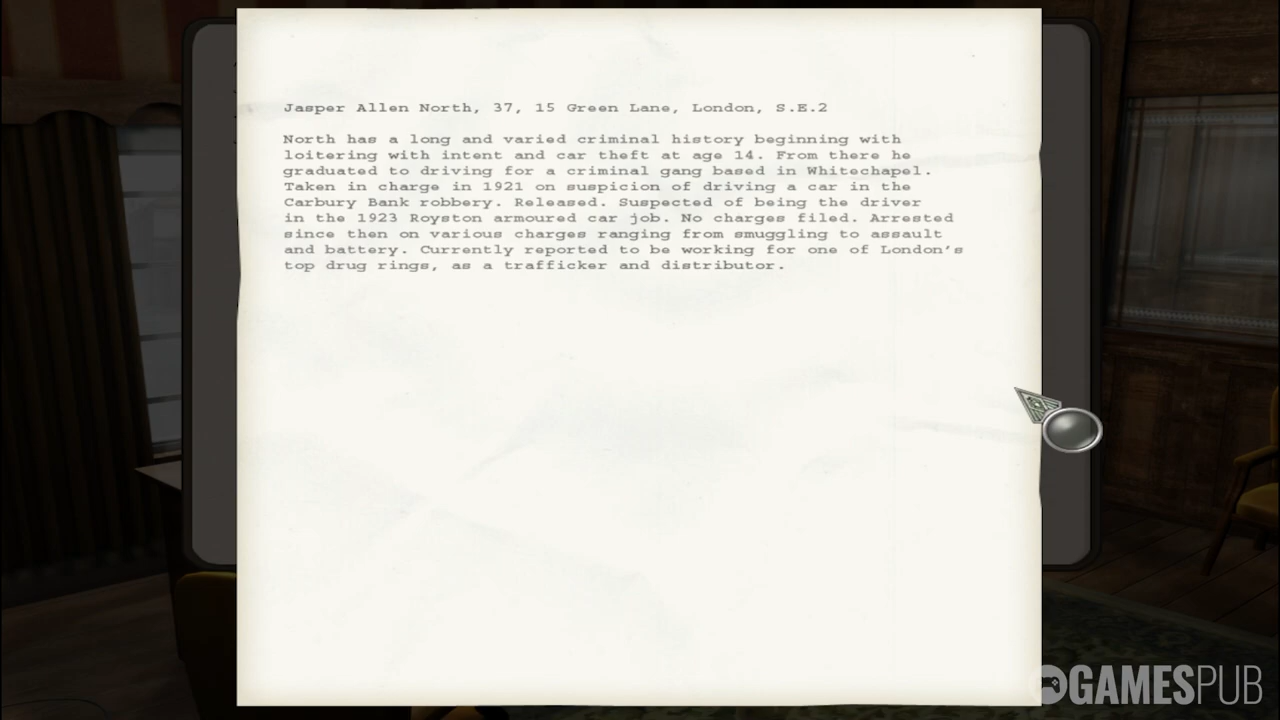 Jasper Allen North, 37, 15 Green Lane, London, S.E.2
North has a long and varied criminal history beginning with
loitering with intent and car theft at age 14. From there he
graduated to driving for a criminal gang based in Whitechapel.
Taken in charge in 1921 on suspicion of driving a car in the
Carbury Bank robbery. Released. Suspected of being the driver
in the 1923 Royston armoured car job. No charges filed. Arrested
since then on various charges ranging from smuggling to assault
and battery. Currently reported to be working for one of London's
top drug rings, as a trafficker and distributor.
GAMESPUB